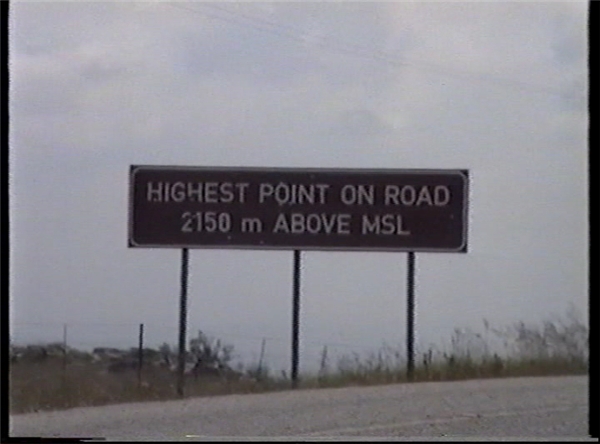 HIGHEST POINT ON ROAD
2150 m ABOVE MSL